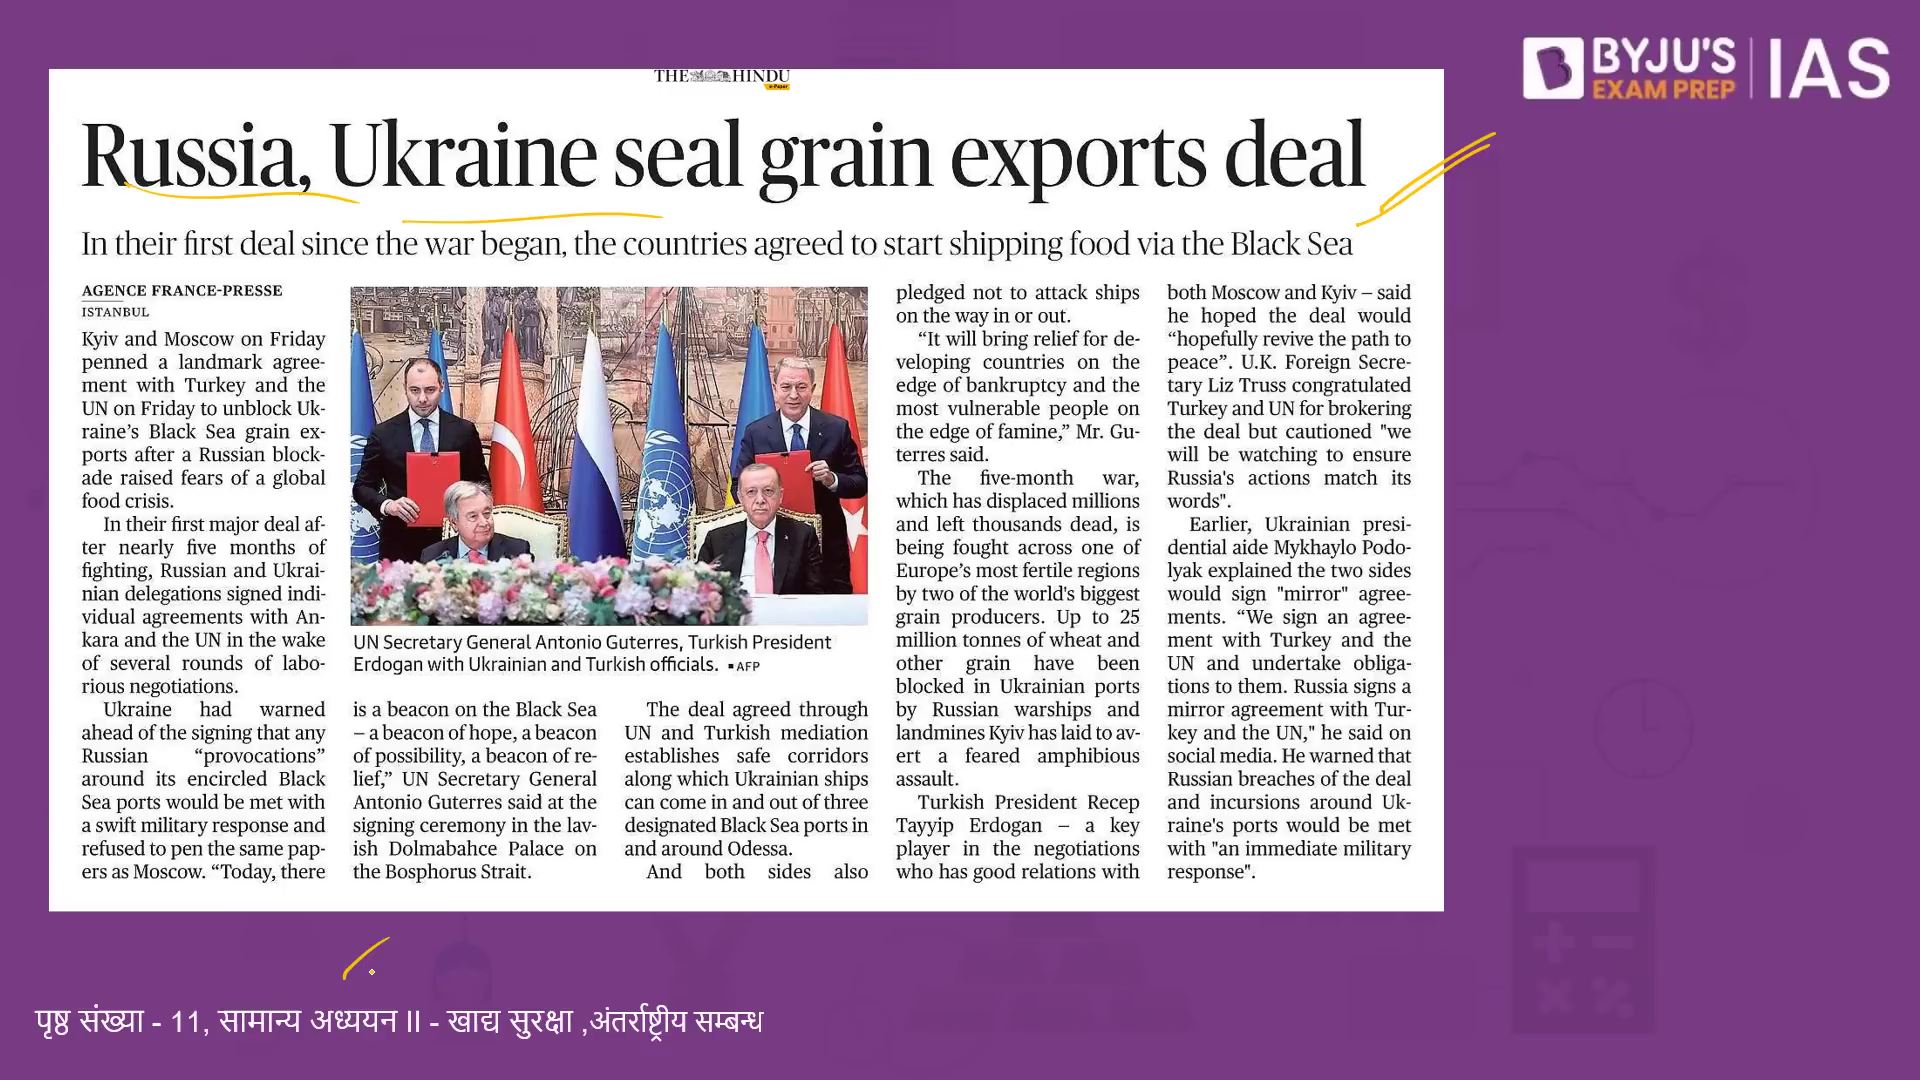 THE HINDU
e-Paper
BYJU'S
EXAM PREP
IAS
Russia, Ukraine seal grain exports deal
In their first deal since the war began, the countries agreed to start shipping food via the Black Sea
AGENCE FRANCE-PRESSE
ISTANBUL
Kyiv and Moscow on Friday
penned a landmark agree-
ment with Turkey and the
UN on Friday to unblock Uk-
raine's Black Sea grain ex-
ports after a Russian block-
ade raised fears of a global
food crisis.
In their first major deal af-
ter nearly five months of
fighting, Russian and Ukrai-
nian delegations signed indi-
vidual agreements with An-
kara and the UN in the wake
of several rounds of labo-
rious negotiations.
Ukraine had warned
ahead of the signing that any
Russian “provocations”
around its encircled Black
Sea ports would be met with
a swift military response and
refused to pen the same pap-
ers as Moscow. “Today, there
UN Secretary General Antonio Guterres, Turkish President
Erdogan with Ukrainian and Turkish officials. ▪ AFP
is a beacon on the Black Sea
– a beacon of hope, a beacon
of possibility, a beacon of re-
lief,” UN Secretary General
Antonio Guterres said at the
signing ceremony in the lav-
ish Dolmabahce Palace on
the Bosphorus Strait.
The deal agreed through
UN and Turkish mediation
establishes safe corridors
along which Ukrainian ships
can come in and out of three
designated Black Sea ports in
and around Odessa.
And both sides also
pledged not to attack ships
on the way in or out.
“It will bring relief for de-
veloping countries on the
edge of bankruptcy and the
most vulnerable people on
the edge of famine,” Mr. Gu-
terres said.
The five-month war,
which has displaced millions
and left thousands dead, is
being fought across one of
Europe's most fertile regions
by two of the world's biggest
grain producers. Up to 25
million tonnes of wheat and
other grain have been
blocked in Ukrainian ports
by Russian warships and
landmines Kyiv has laid to av-
ert a feared amphibious
assault.
Turkish President Recep
Tayyip Erdogan – a key
player in the negotiations
who has good relations with
both Moscow and Kyiv – said
he hoped the deal would
“hopefully revive the path to
peace”. U.K. Foreign Secre-
tary Liz Truss congratulated
Turkey and UN for brokering
the deal but cautioned "we
will be watching to ensure
Russia's actions match its
words".
Earlier, Ukrainian presi-
dential aide Mykhaylo Podo-
lyak explained the two sides
would sign "mirror" agree-
ments. “We sign an agree-
ment with Turkey and the
UN and undertake obliga-
tions to them. Russia signs a
mirror agreement with Tur-
key and the UN," he said on
social media. He warned that
Russian breaches of the deal
and incursions around Uk-
raine's ports would be met
with "an immediate military
response".
पृष्ठ संख्या - 11, सामान्य अध्ययन II - खाद्य सुरक्षा ,अंतर्राष्ट्रीय सम्बन्ध